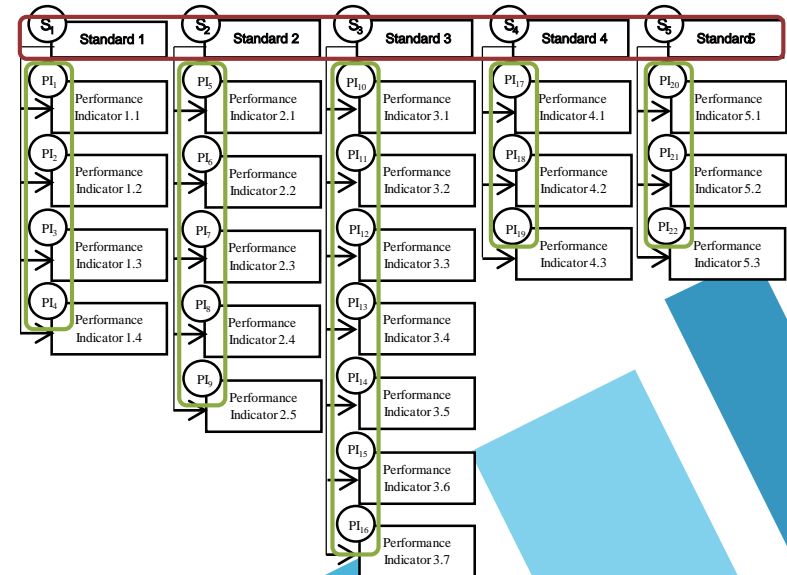 S₁
Standard 1
PI₁
Performance
Indicator 1.1
PI₂
Performance
Indicator 1.2
PI₃
Performance
Indicator 1.3
PI₄
Performance
Indicator 1.4
S₂
Standard 2
PI₅
Performance
Indicator 2.1
PI₆
Performance
Indicator 2.2
PI₇
Performance
Indicator 2.3
PI₈
Performance
Indicator 2.4
PI₉
Performance
Indicator 2.5
S₃
Standard 3
PI₁₀
Performance
Indicator 3.1
PI₁₁
Performance
Indicator 3.2
PI₁₂
Performance
Indicator 3.3
PI₁₃
Performance
Indicator 3.4
PI₁₄
Performance
Indicator 3.5
PI₁₅
Performance
Indicator 3.6
PI₁₆
Performance
Indicator 3.7
S₄
Standard 4
PI₁₇
Performance
Indicator 4.1
PI₁₈
Performance
Indicator 4.2
PI₁₉
Performance
Indicator 4.3
S₅
Standard5
PI₂₀
Performance
Indicator 5.1
PI₂₁
Performance
Indicator 5.2
PI₂₂
Performance
Indicator 5.3